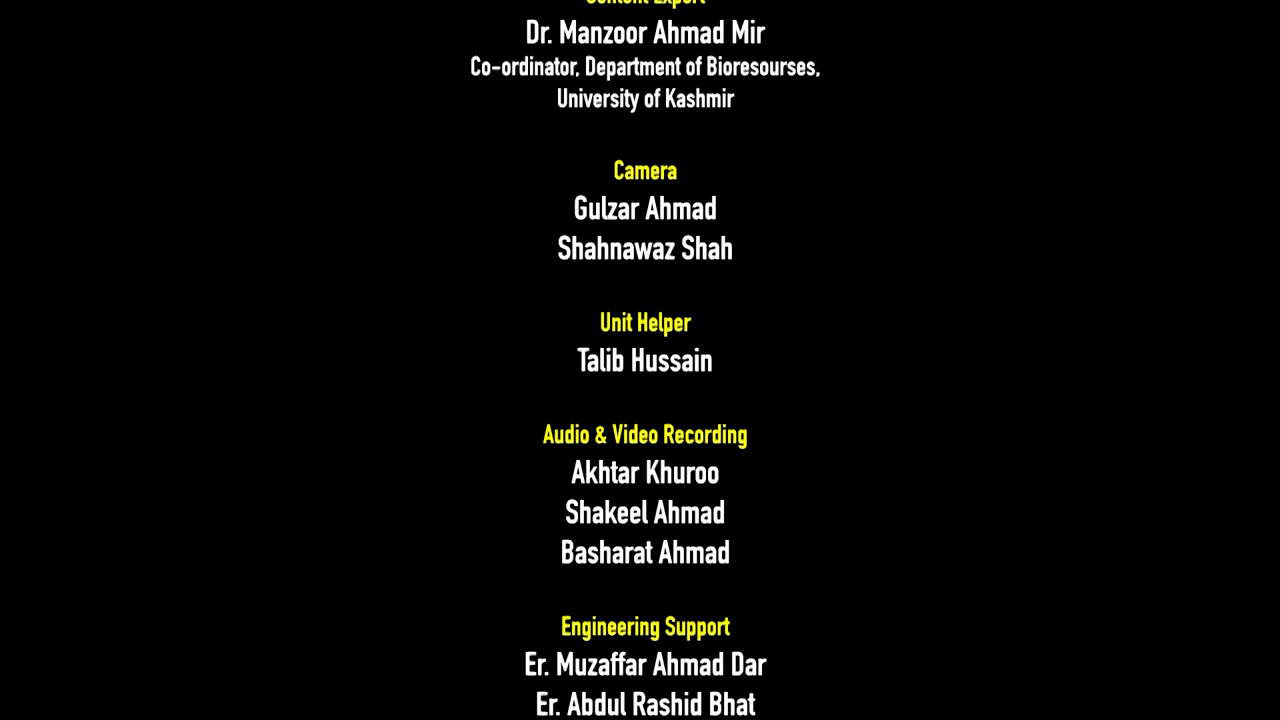 Content Expert
Dr. Manzoor Ahmad Mir
Co-ordinator, Department of Bioresourses,
University of Kashmir
Camera
Gulzar Ahmad
Shahnawaz Shah
Unit Helper
Talib Hussain
Audio & Video Recording
Akhtar Khuroo
Shakeel Ahmad
Basharat Ahmad
Engineering Support
Er. Muzaffar Ahmad Dar
Er. Abdul Rashid Bhat